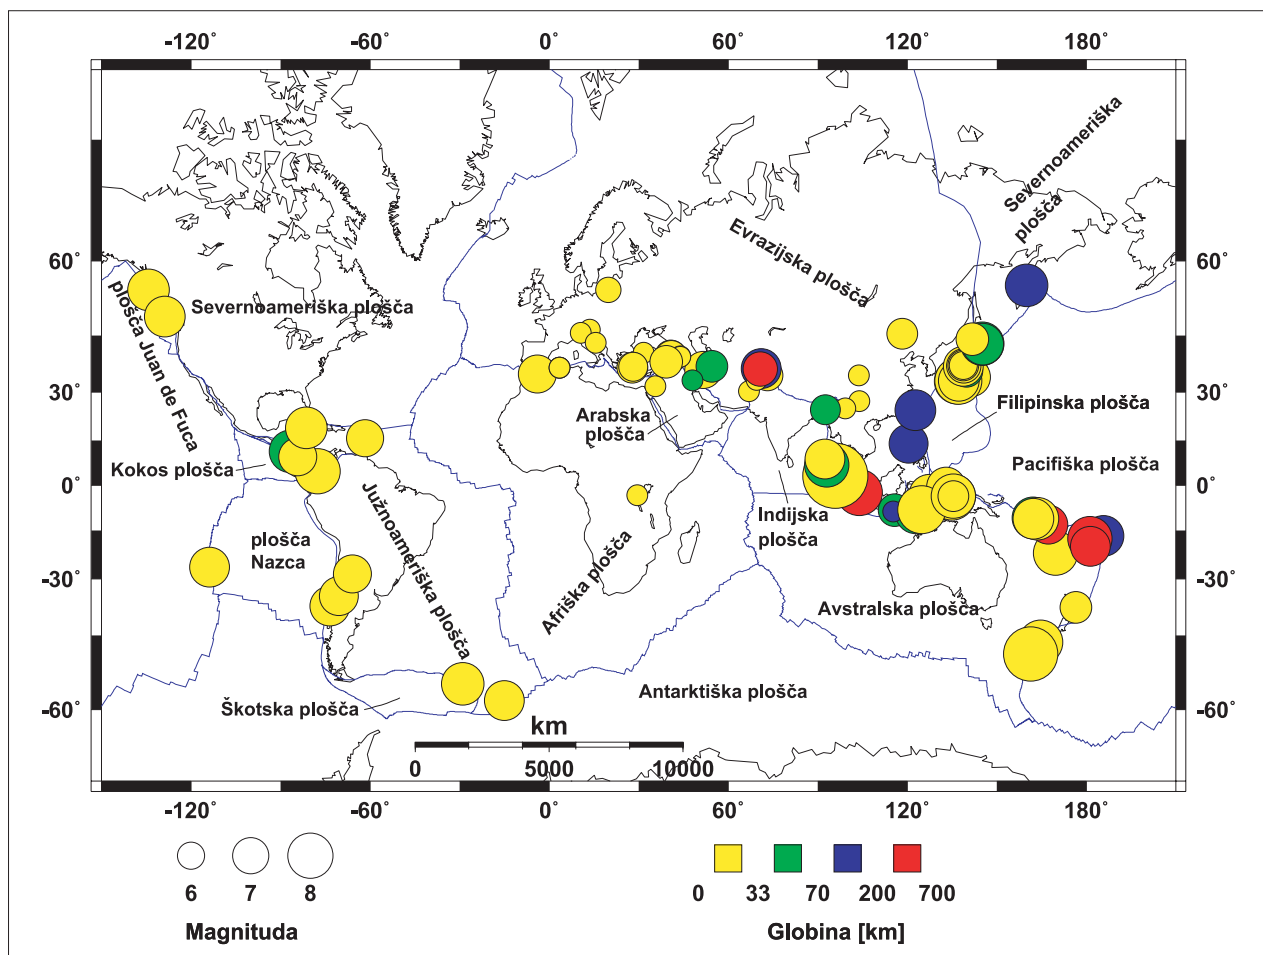 -120° -60° 0 60° 120° 180°
Severnoameriška
plošča
Evrazijska plošča
60° 60°
plošča Juan de Fuca
Severnoameriška plošča
30° 30°
Arabska
plošča
Filipinska plošča
Kokos plošča
Pacifiška plošča
0° 0°
Južnoameriška plošča
Indijska
plošča
plošča
Nazca
Afriška plošča
-30° -30°
Avstralska plošča
Škotska plošča
Antarktiška plošča
-60° -60°
km
0 5000 10000
-120° -60° 0 60° 120° 180°
6 7 8
0 33 70 200 700
Magnituda
Globina [km]